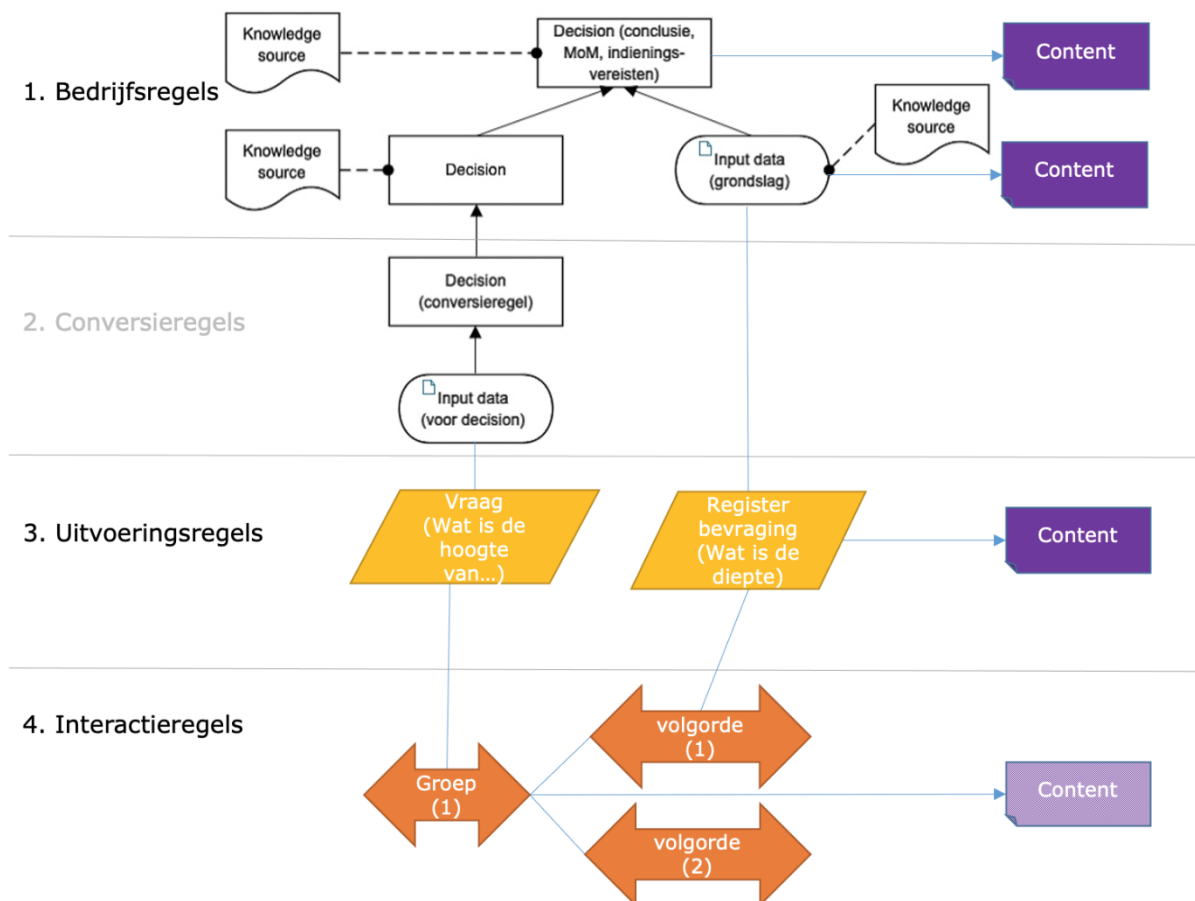 Knowledge
source
Decision (conclusie,
MoM, indienings-
vereisten)
Content
1. Bedrijfsregels
Knowledge
source
Knowledge
source
Decision
Input data
(grondslag)
Content
Decision
(conversieregel)
2. Conversieregels
Input data
(voor decision)
Vraag
(Wat is de
hoogte
van...)
Register
bevraging
(Wat is de
diepte)
3. Uitvoeringsregels
Content
4. Interactieregels
volgorde
(1)
Groep
(1)
Content
volgorde
(2)